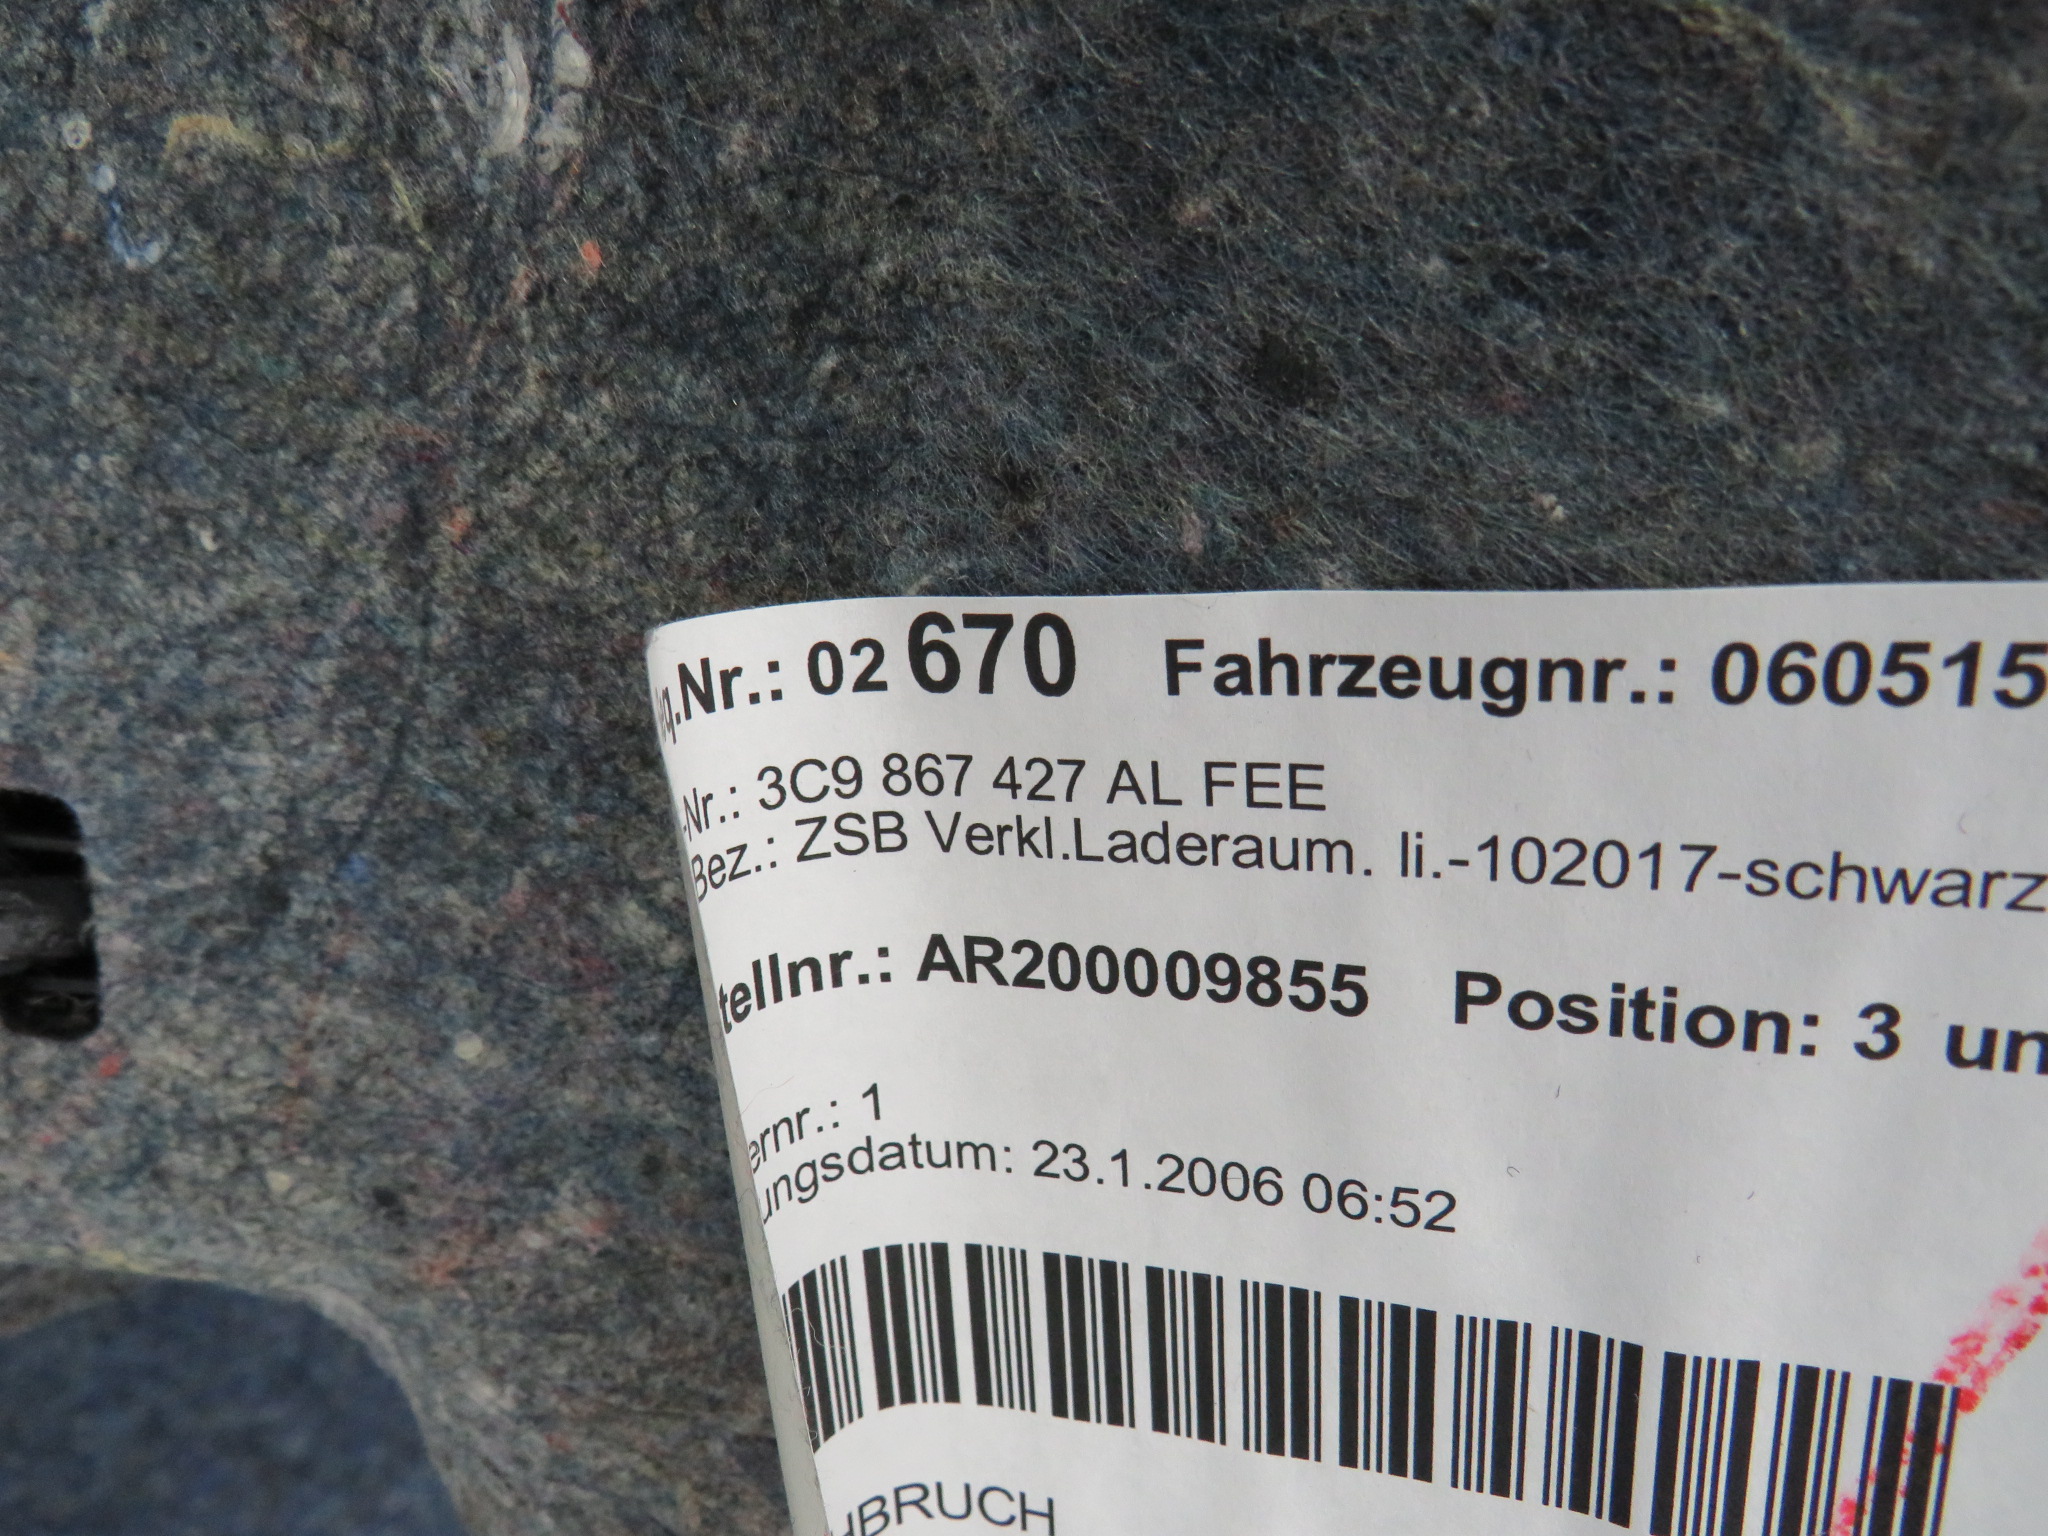 eq.Nr.: 02 670 Fahrzeugnr.: 060515
-Nr.: 3C9 867 427 AL FEE
Bez.: ZSB Verkl.Laderaum. li.-102017-schwarz
tellnr.: AR200009855 Position: 3 un
ernr.: 1
ungsdatum: 23.1.2006 06:52
HBRUCH